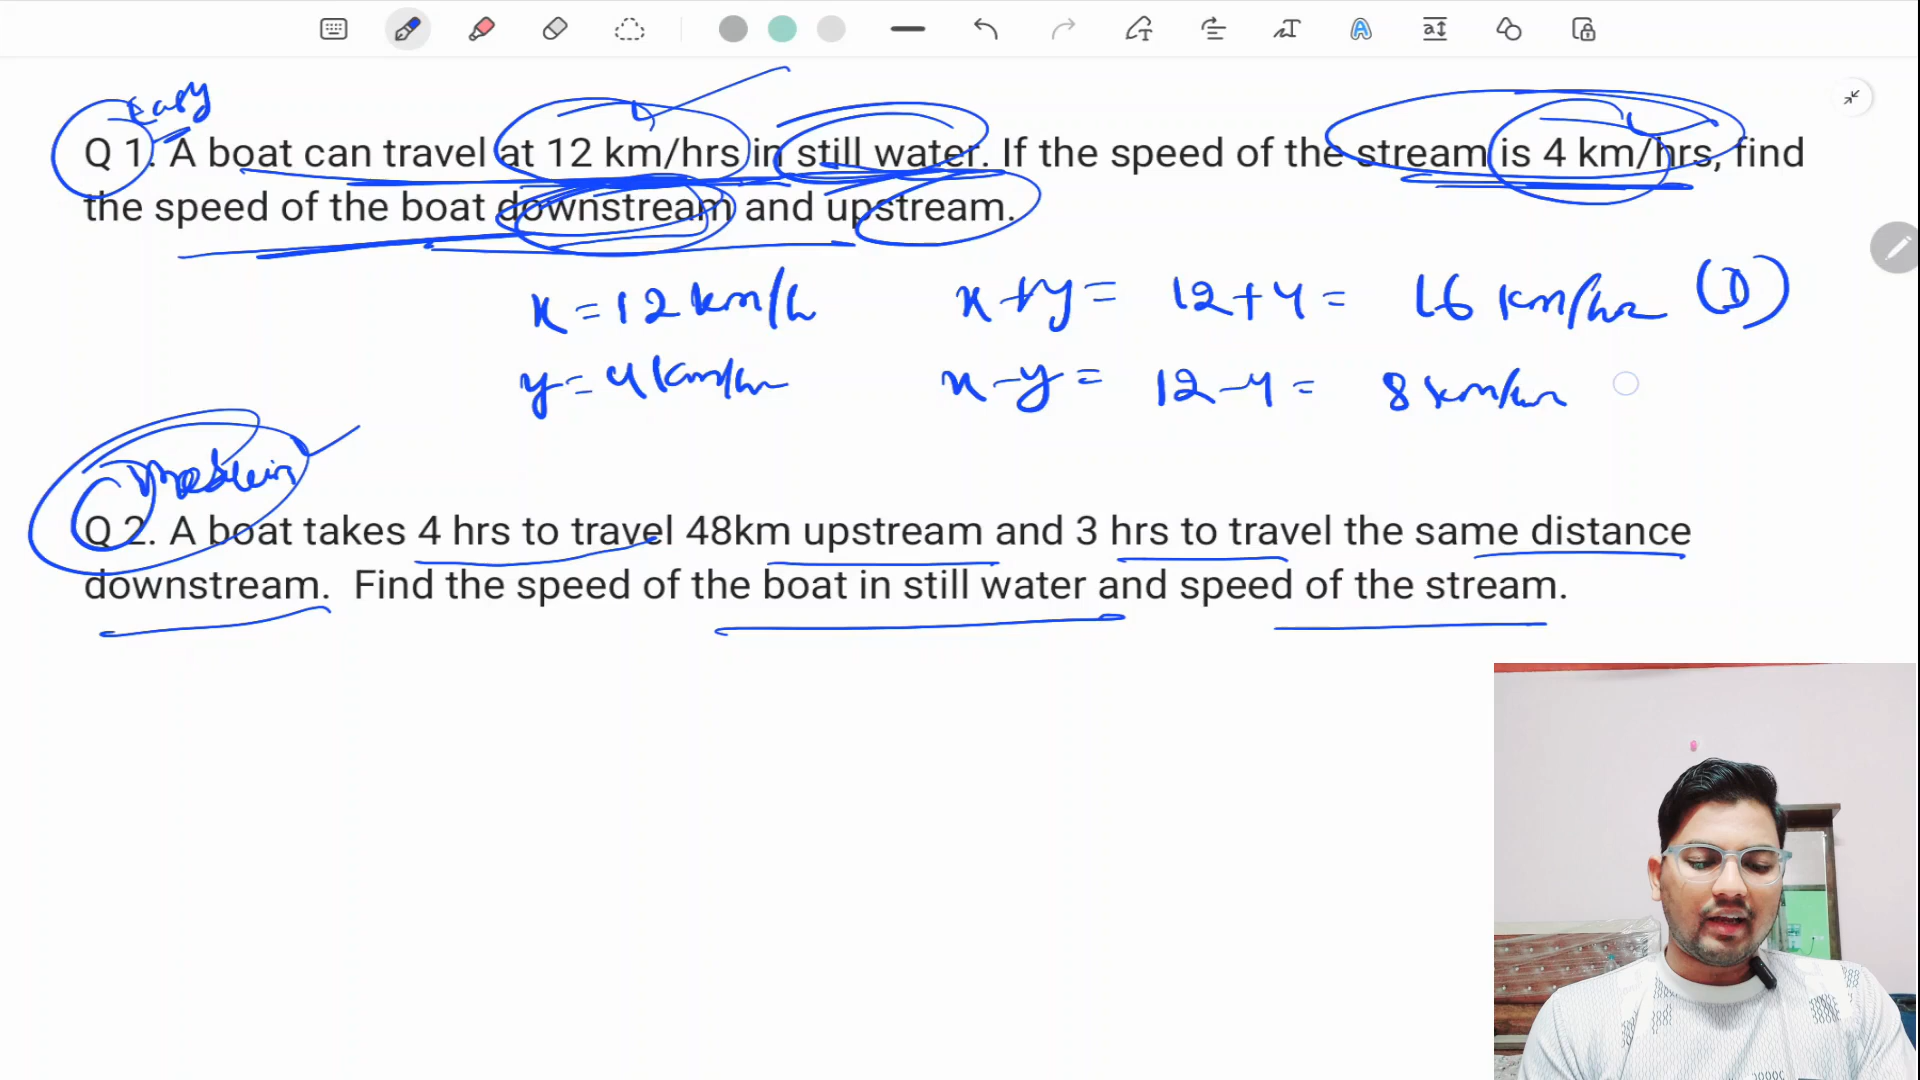 Easy
Q 1. A boat can travel at 12 km/hrs in still water. If the speed of the stream is 4 km/hrs, find
the speed of the boat downstream and upstream.
x = 12 km/h x + y = 12 + 4 = 16 km/hr (D)
y = 4 km/hr x - y = 12 - 4 = 8 km/hr
Q 2. A boat takes 4 hrs to travel 48km upstream and 3 hrs to travel the same distance
downstream. Find the speed of the boat in still water and speed of the stream.